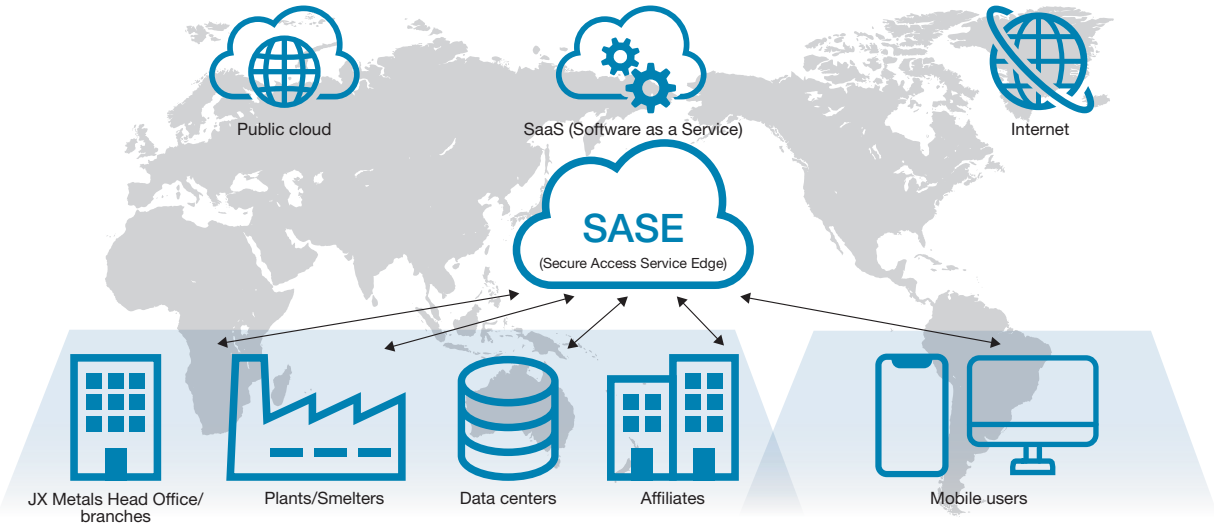 Public cloud
SaaS (Software as a Service)
Internet
SASE
(Secure Access Service Edge)
JX Metals Head Office/
branches
Plants/Smelters
Data centers
Affiliates
Mobile users